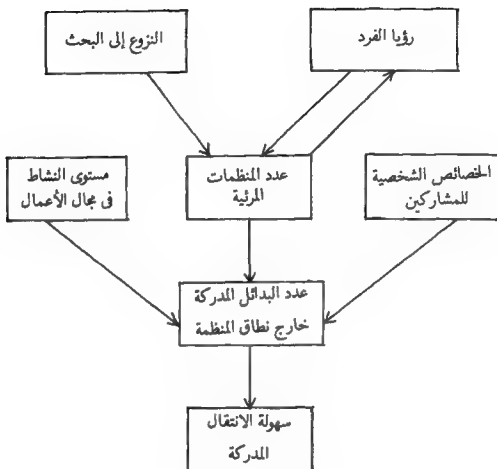 رؤيا الفرد
النزوع إلى البحث
الخصائص الشخصية
للمشاركين
عدد المنظمات
المرئية
مستوى النشاط
فى مجال الأعمال
عدد البدائل المدركة
خارج نطاق المنظمة
سهولة الانتقال
المدركة